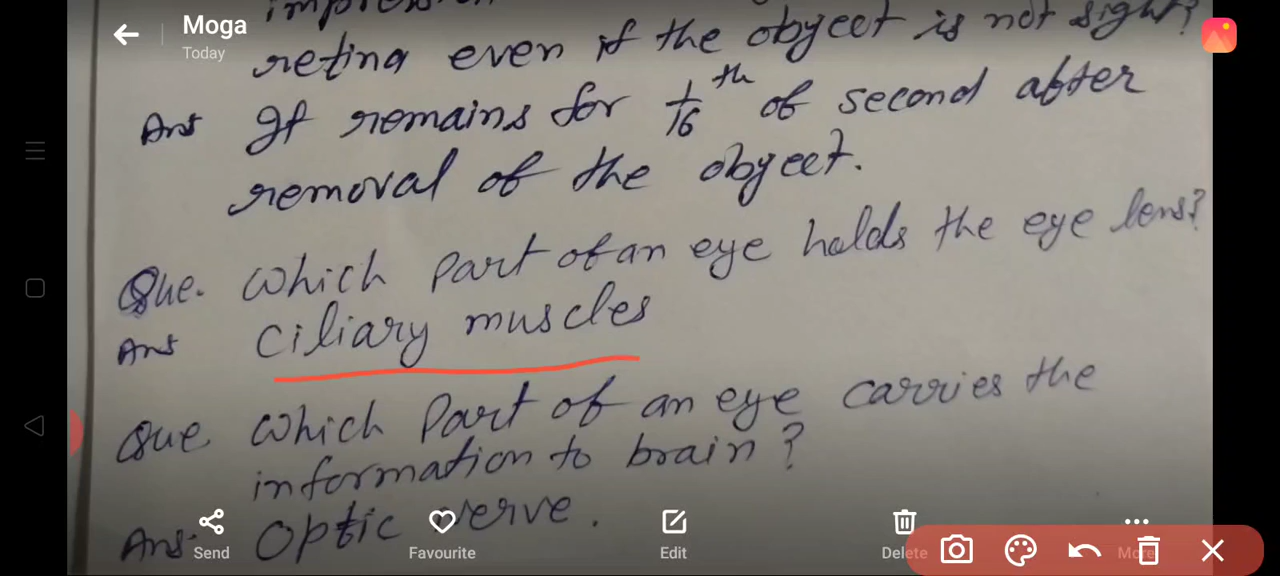 Moga
Today
retina even if the object is not sight?
Ans It remains for 1/16 th of second after
removal of the object.
Que. Which part of an eye holds the eye lens?
Ans Ciliary muscles
Que Which Part of an eye carries the
information to brain?
Ans. Optic nerve.
Send
Favourite
Edit
Delete
More